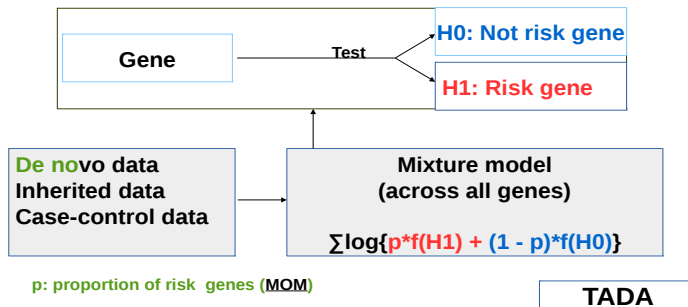 H0: Not risk gene
Gene
Test
H1: Risk gene
De novo data
Inherited data
Case-control data
Mixture model
(across all genes)
∑log{p*f(H1) + (1 - p)*f(H0)}
p: proportion of risk genes (MOM)
TADA